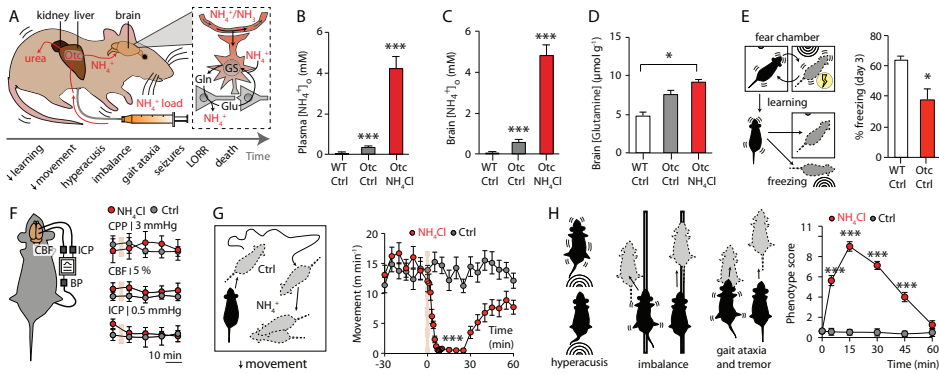 A
kidney liver brain
urea
Otc
NH₄⁺
NH₄⁺ load
NH₄⁺/NH₃
GS
NH₄⁺
Gln
Glu
NH₄⁺
Time
↓ learning
↓ movement
hyperacusis
imbalance
gait ataxia
seizures
LORR
death
B
Plasma [NH₄⁺] (mM)
6
4
2
0
***
***
WT Ctrl
Otc Ctrl
Otc NH₄Cl
C
Brain [NH₄⁺]ₒ (mM)
6
4
2
0
***
***
WT Ctrl
Otc Ctrl
Otc NH₄Cl
D
Brain [Glutamine] (µmol g⁻¹)
15
10
5
0
*
WT Ctrl
Otc Ctrl
Otc NH₄Cl
E
fear chamber
learning
freezing
% freezing (day 3)
80
60
40
20
0
*
WT Ctrl
Otc Ctrl
F
CBF
ICP
BP
NH₄Cl Ctrl
CPP | 3 mmHg
CBF | 5 %
ICP | 0.5 mmHg
10 min
G
Ctrl
NH₄⁺
↓ movement
NH₄Cl Ctrl
Movement (m min⁻¹)
20
15
10
5
0
***
Time (min)
-30 0 30 60
H
hyperacusis
imbalance
gait ataxia
and tremor
NH₄Cl Ctrl
Phenotype score
12
9
6
3
0
***
***
***
***
0 15 30 45 60
Time (min)